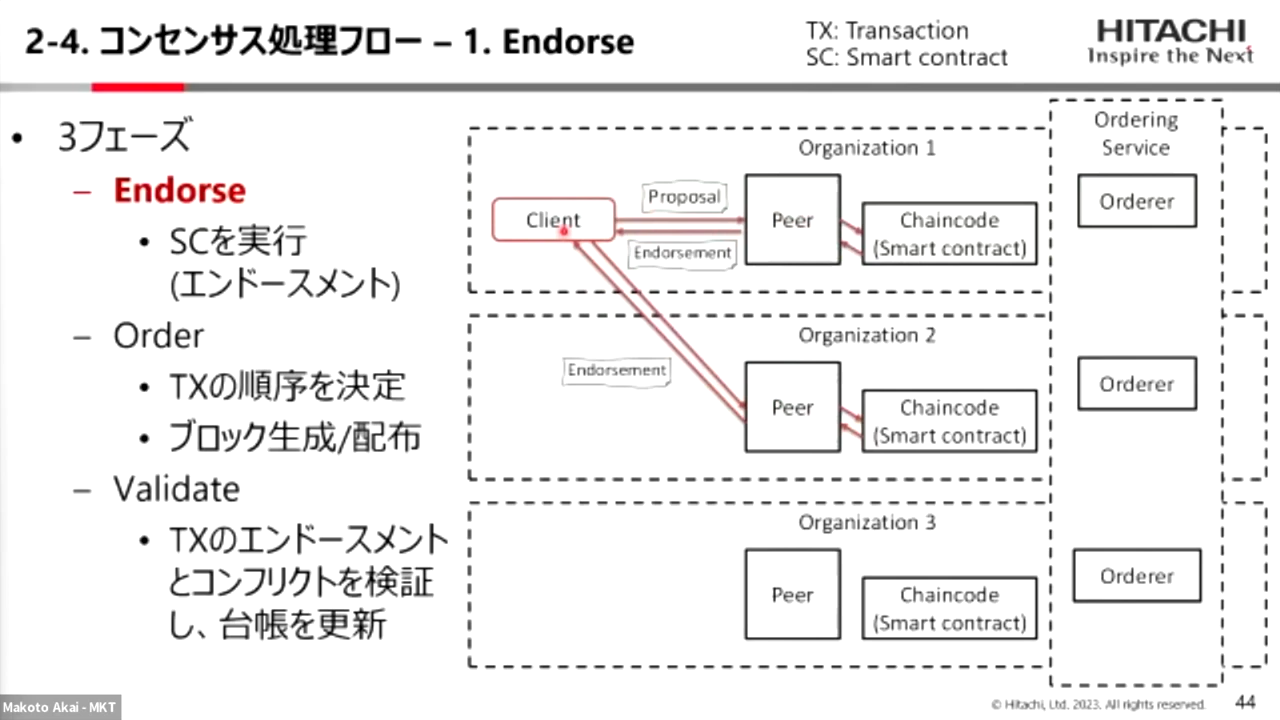 2-4. コンセンサス処理フロー – 1. Endorse
TX: Transaction
SC: Smart contract
HITACHI
Inspire the Next
• 3フェーズ
– Endorse
• SCを実行
(エンドースメント)
– Order
• TXの順序を決定
• ブロック生成/配布
– Validate
• TXのエンドースメント
とコンフリクトを検証
し、台帳を更新
Organization 1
Client
Proposal
Endorsement
Peer
Chaincode
(Smart contract)
Organization 2
Endorsement
Peer
Chaincode
(Smart contract)
Organization 3
Peer
Chaincode
(Smart contract)
Ordering
Service
Orderer
Orderer
Orderer
Makoto Akai - MKT
© Hitachi, Ltd. 2023. All rights reserved.
44